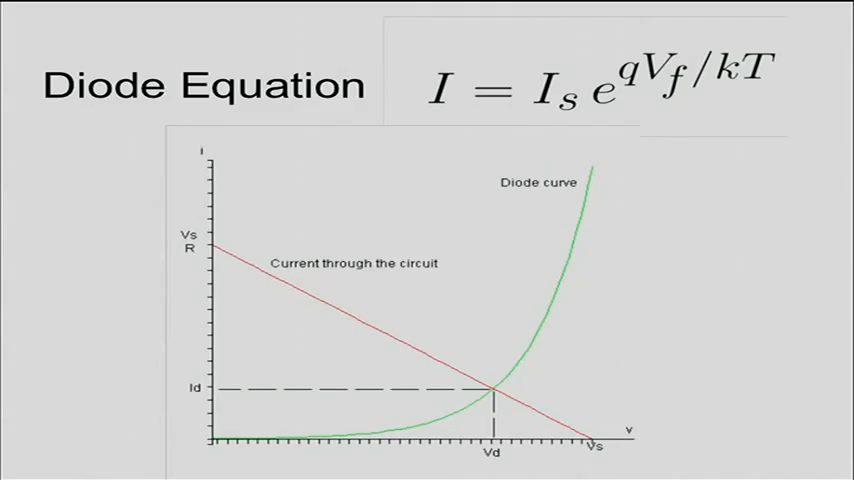 Diode Equation
I = I_s e^{qV_f/kT}
i
Diode curve
Vs
R
Current through the circuit
Id
v
Vd
Vs